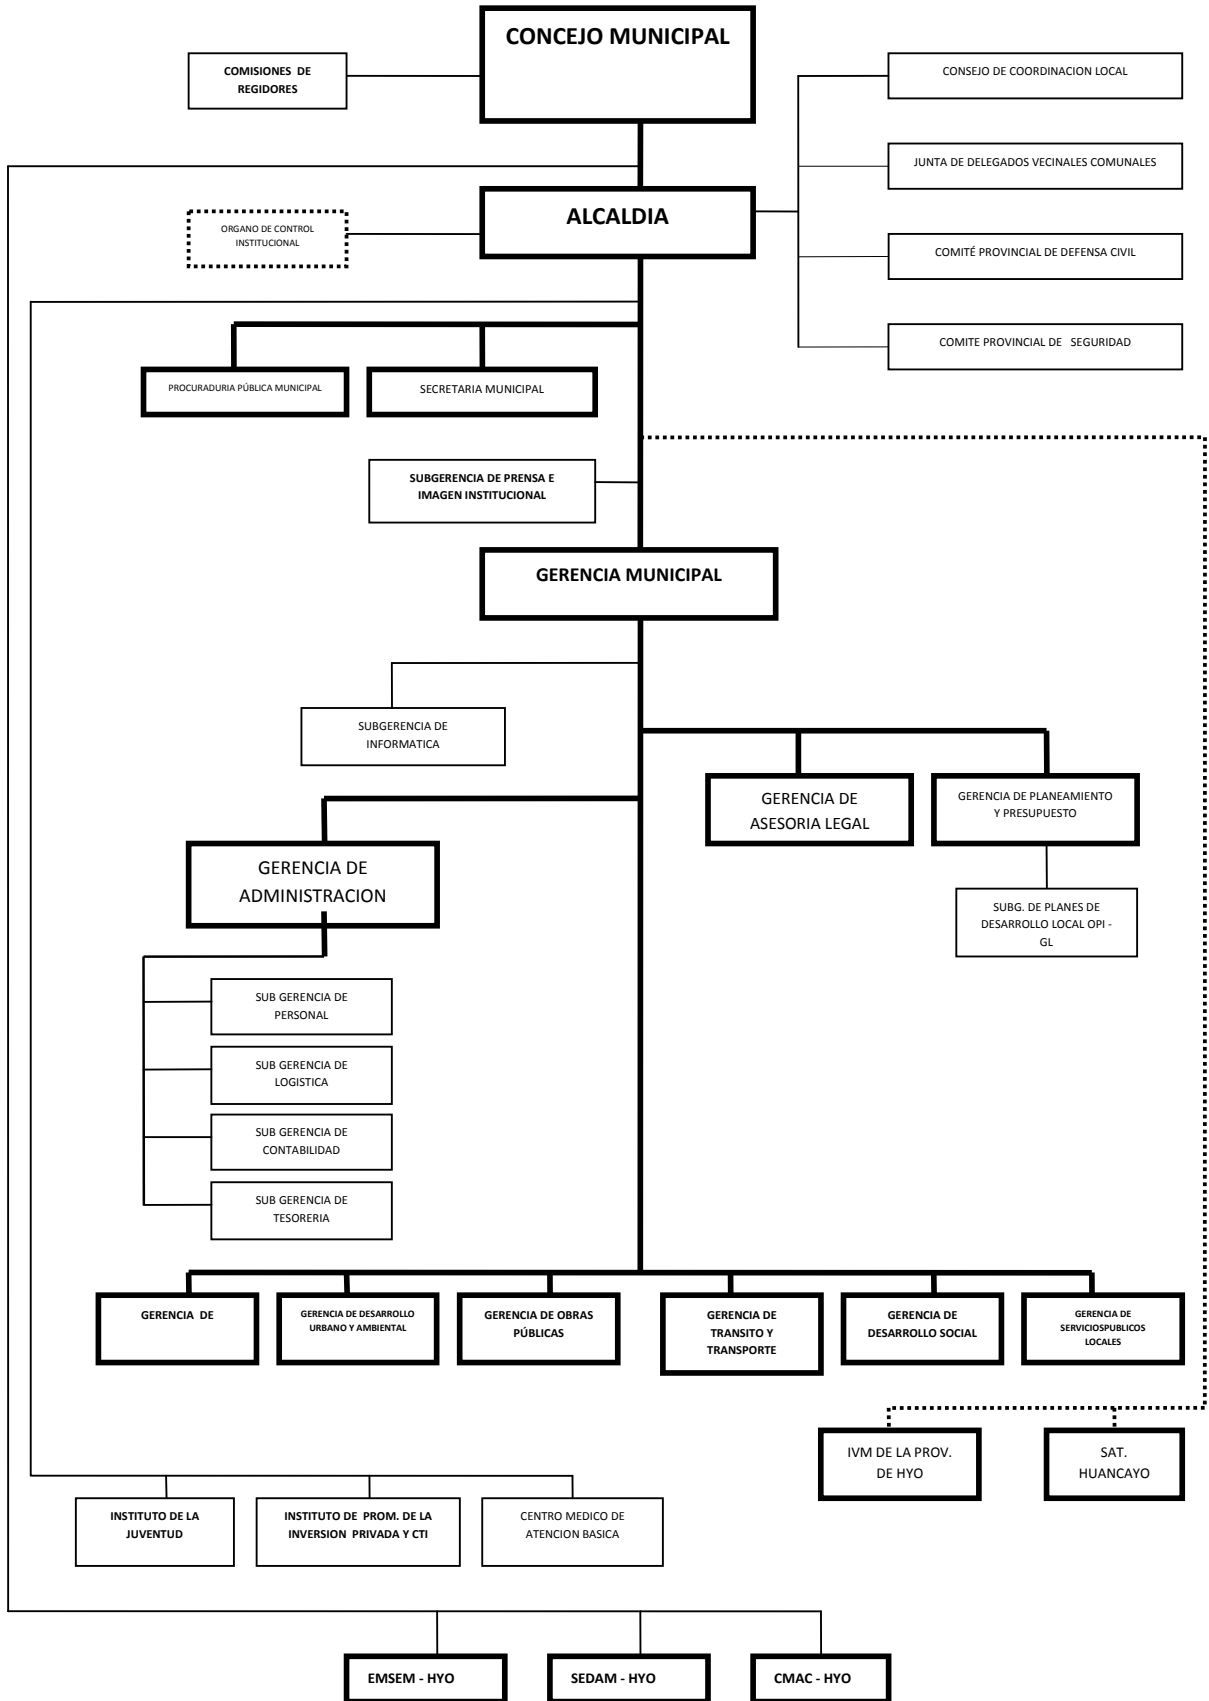 CONCEJO MUNICIPAL
COMISIONES DE
REGIDORES
CONSEJO DE COORDINACION LOCAL
JUNTA DE DELEGADOS VECINALES COMUNALES
ALCALDIA
ORGANO DE CONTROL
INSTITUCIONAL
COMITÉ PROVINCIAL DE DEFENSA CIVIL
COMITE PROVINCIAL DE SEGURIDAD
PROCURADURIA PÚBLICA MUNICIPAL
SECRETARIA MUNICIPAL
SUBGERENCIA DE PRENSA E
IMAGEN INSTITUCIONAL
GERENCIA MUNICIPAL
SUBGERENCIA DE
INFORMATICA
GERENCIA DE
ASESORIA LEGAL
GERENCIA DE PLANEAMIENTO
Y PRESUPUESTO
GERENCIA DE
ADMINISTRACION
SUBG. DE PLANES DE
DESARROLLO LOCAL OPI -
GL
SUB GERENCIA DE
PERSONAL
SUB GERENCIA DE
LOGISTICA
SUB GERENCIA DE
CONTABILIDAD
SUB GERENCIA DE
TESORERIA
GERENCIA DE
GERENCIA DE DESARROLLO
URBANO Y AMBIENTAL
GERENCIA DE OBRAS
PÚBLICAS
GERENCIA DE
TRANSITO Y
TRANSPORTE
GERENCIA DE
DESARROLLO SOCIAL
GERENCIA DE
SERVICIOSPUBLICOS
LOCALES
IVM DE LA PROV.
DE HYO
SAT.
HUANCAYO
INSTITUTO DE LA
JUVENTUD
INSTITUTO DE PROM. DE LA
INVERSION PRIVADA Y CTI
CENTRO MEDICO DE
ATENCION BASICA
EMSEM - HYO
SEDAM - HYO
CMAC - HYO